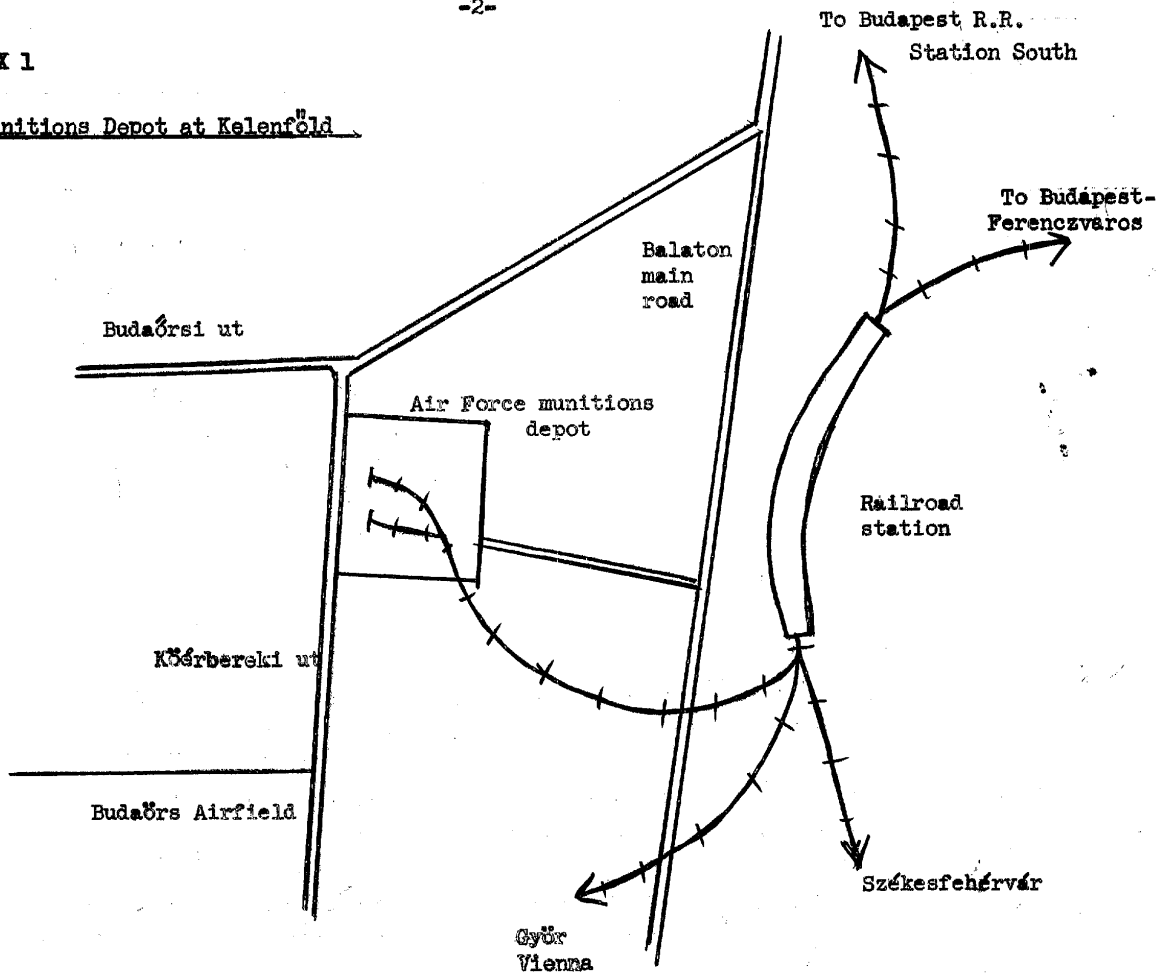 -2-
To Budapest R.R.
Station South
X 1
nitions Depot at Kelenföld
To Budapest-
Ferenczvaros
Balaton
main
road
Budaőrsi ut
Air Force munitions
depot
Railroad
station
Köérbereki ut
Budaörs Airfield
Székesfehérvár
Györ
Vienna